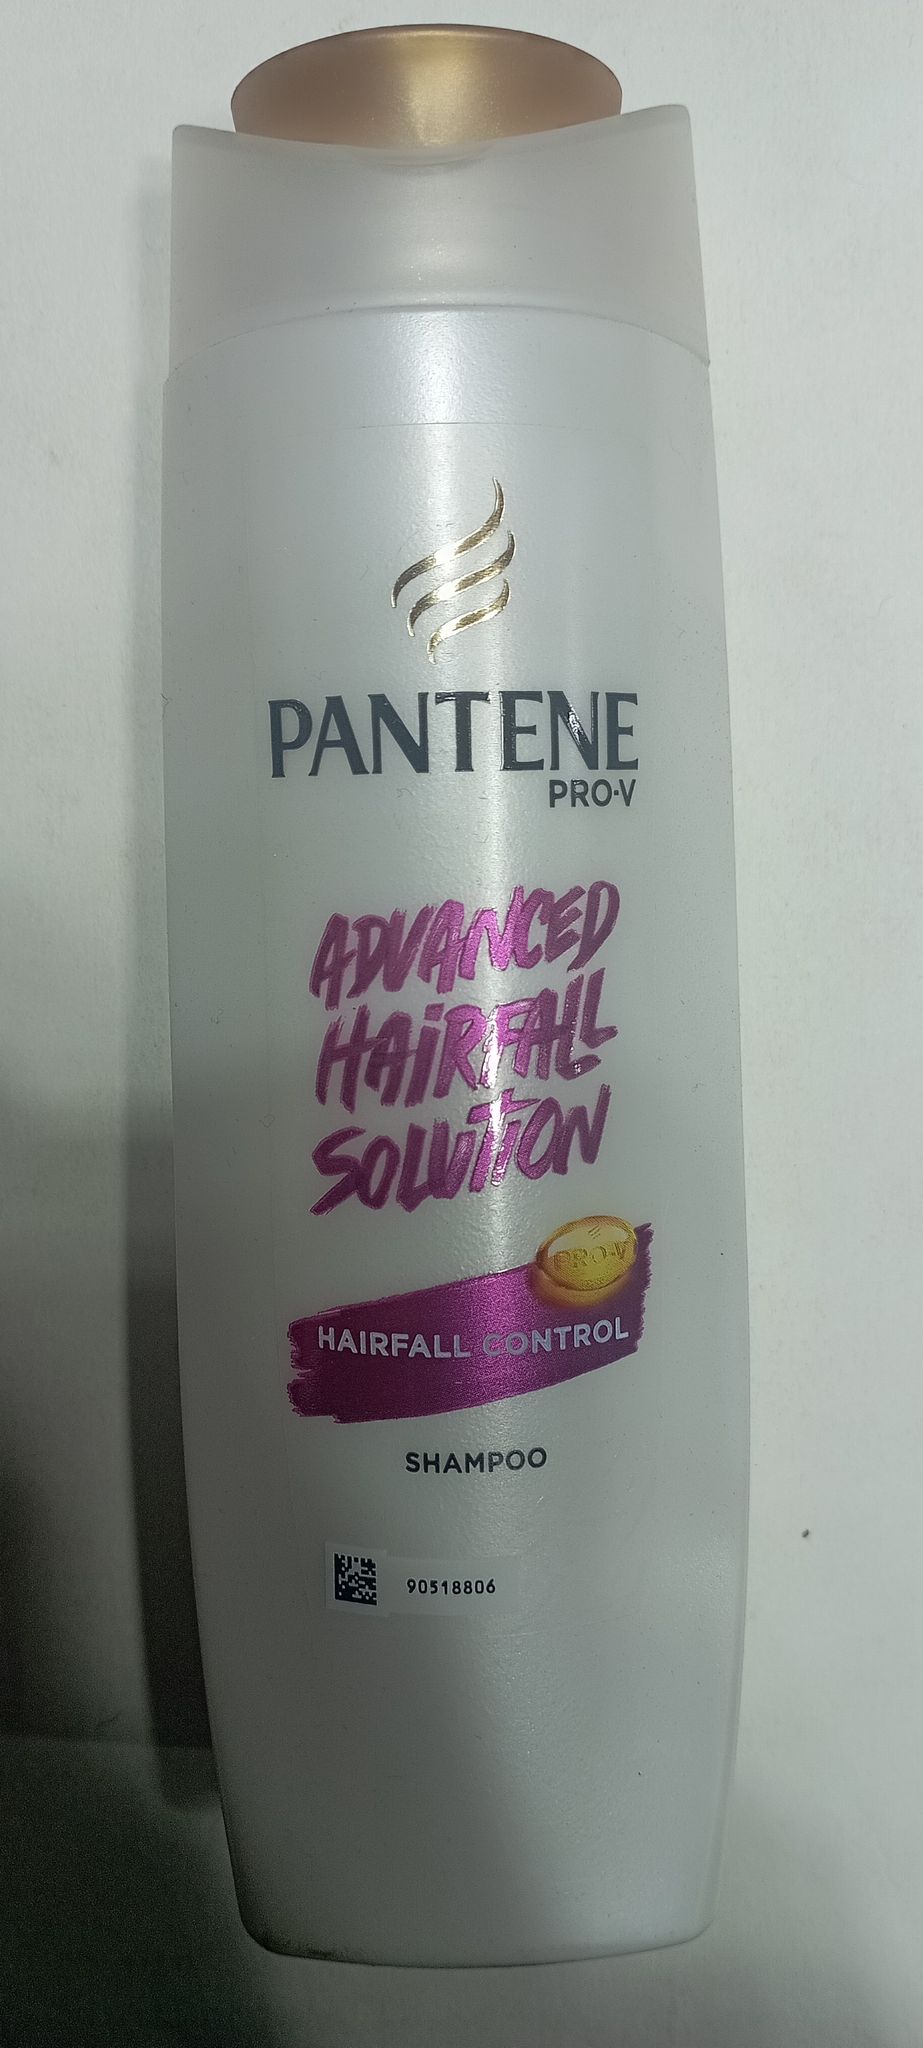 PANTENE
PRO-V
ADVANCED
HAIRFALL
SOLUTION
PRO-V
HAIRFALL CONTROL
SHAMPOO
90518806